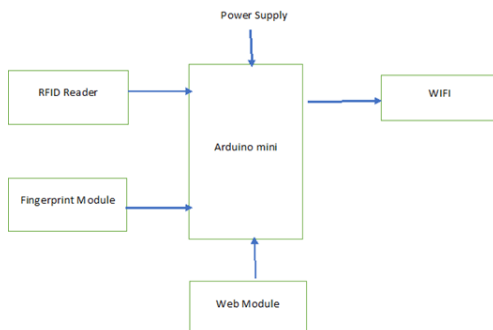 Power Supply
RFID Reader
WIFI
Arduino mini
Fingerprint Module
Web Module